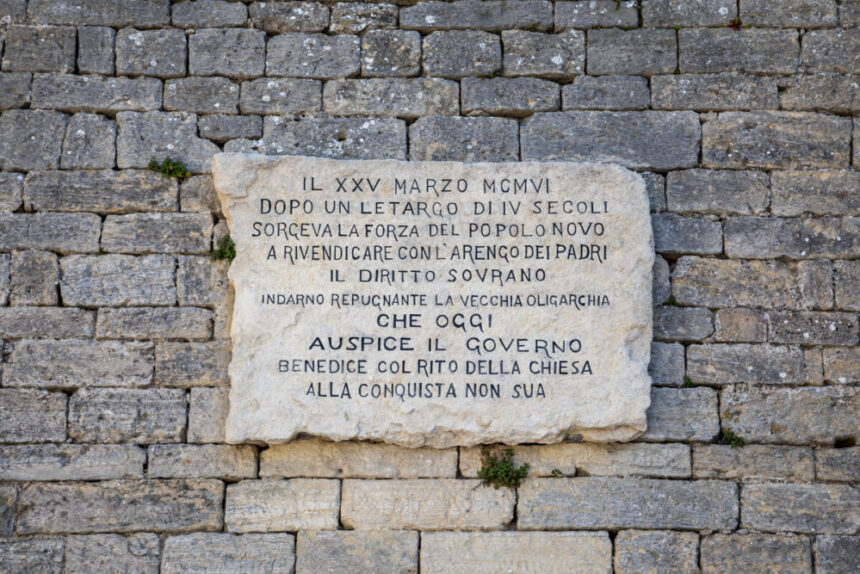 IL XXV MARZO MCMVI
DOPO UN LETARGO DI IV SECOLI
SORGEVA LA FORZA DEL POPOLO NOVO
A RIVENDICARE CON L'ARENGO DEI PADRI
IL DIRITTO SOVRANO
INDARNO REPUGNANTE LA VECCHIA OLIGARCHIA
CHE OGGI
AUSPICE IL GOVERNO
BENEDICE COL RITO DELLA CHIESA
ALLA CONQUISTA NON SUA